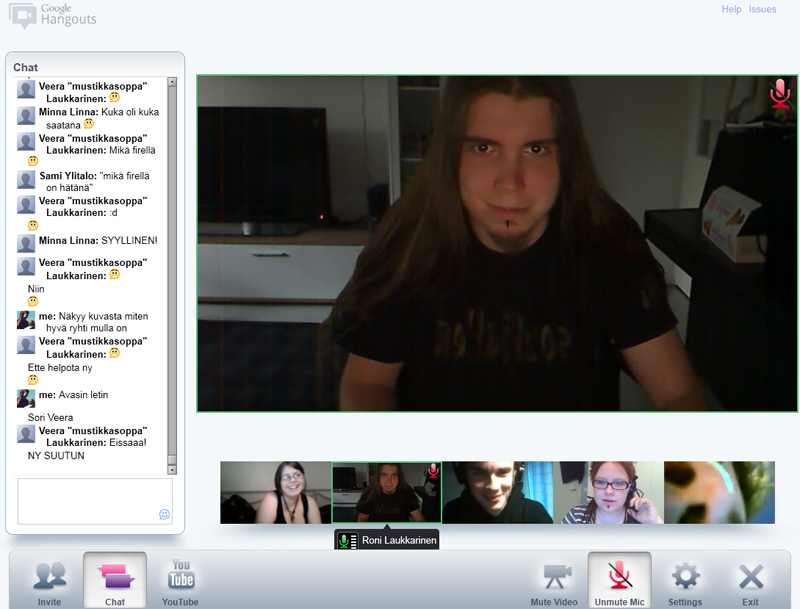 Google
Hangouts
Help Issues
Chat
Veera "mustikkasoppa"
Laukkarinen:
Minna Linna: Kuka oli kuka
saatana
Veera "mustikkasoppa"
Laukkarinen: Mikä firellä
Sami Ylitalo: "mikä firellä
on hätänä"
Veera "mustikkasoppa"
Laukkarinen: :d
Minna Linna: SYYLLINEN!
Veera "mustikkasoppa"
Laukkarinen:
Niin
me: Näkyy kuvasta miten
hyvä ryhti mulla on
Veera "mustikkasoppa"
Laukkarinen:
Ette helpota ny
me: Avasin letin
Sori Veera
Veera "mustikkasoppa"
Laukkarinen: Eissaaa!
NY SUUTUN
Roni Laukkarinen
Invite
Chat
You
Tube
YouTube
Mute Video
Unmute Mic
Settings
Exit